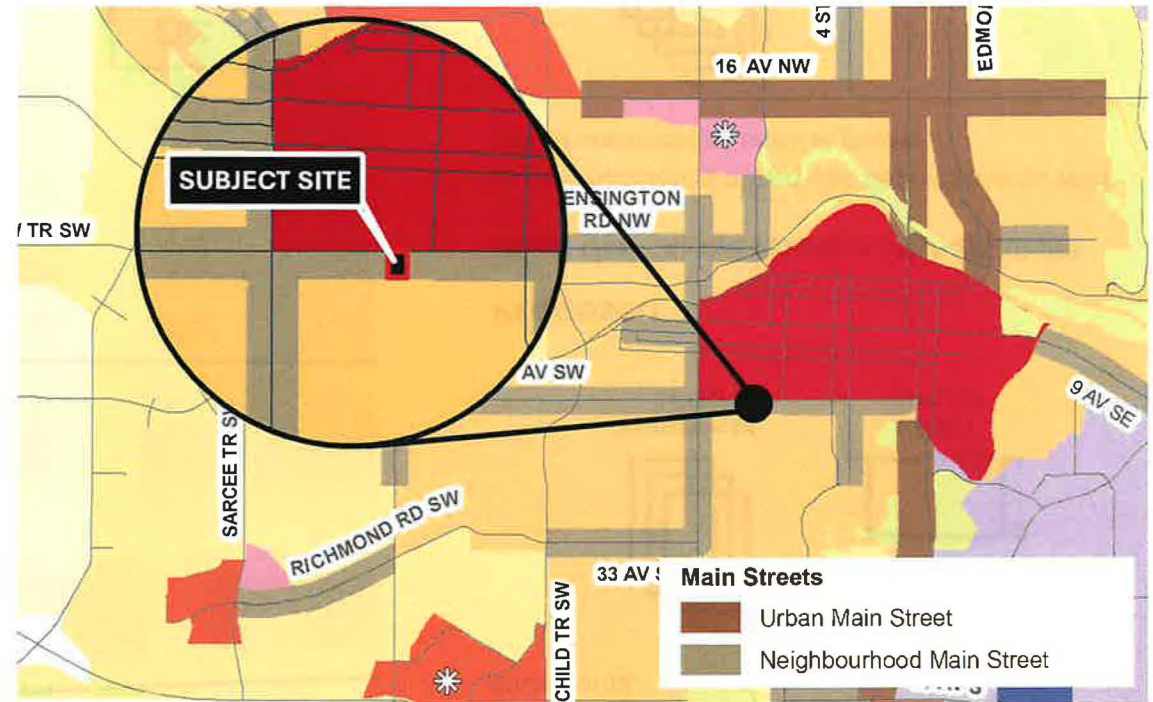 4 ST
EDMO
16 AV NW
SUBJECT SITE
ENSINGTON
RD NW
TR SW
AV SW
9 AV SE
SARCEE TR S
RICHMOND RD SW
33 AV S
CHILD TR SW
Main Streets
Urban Main Street
Neighbourhood Main Street